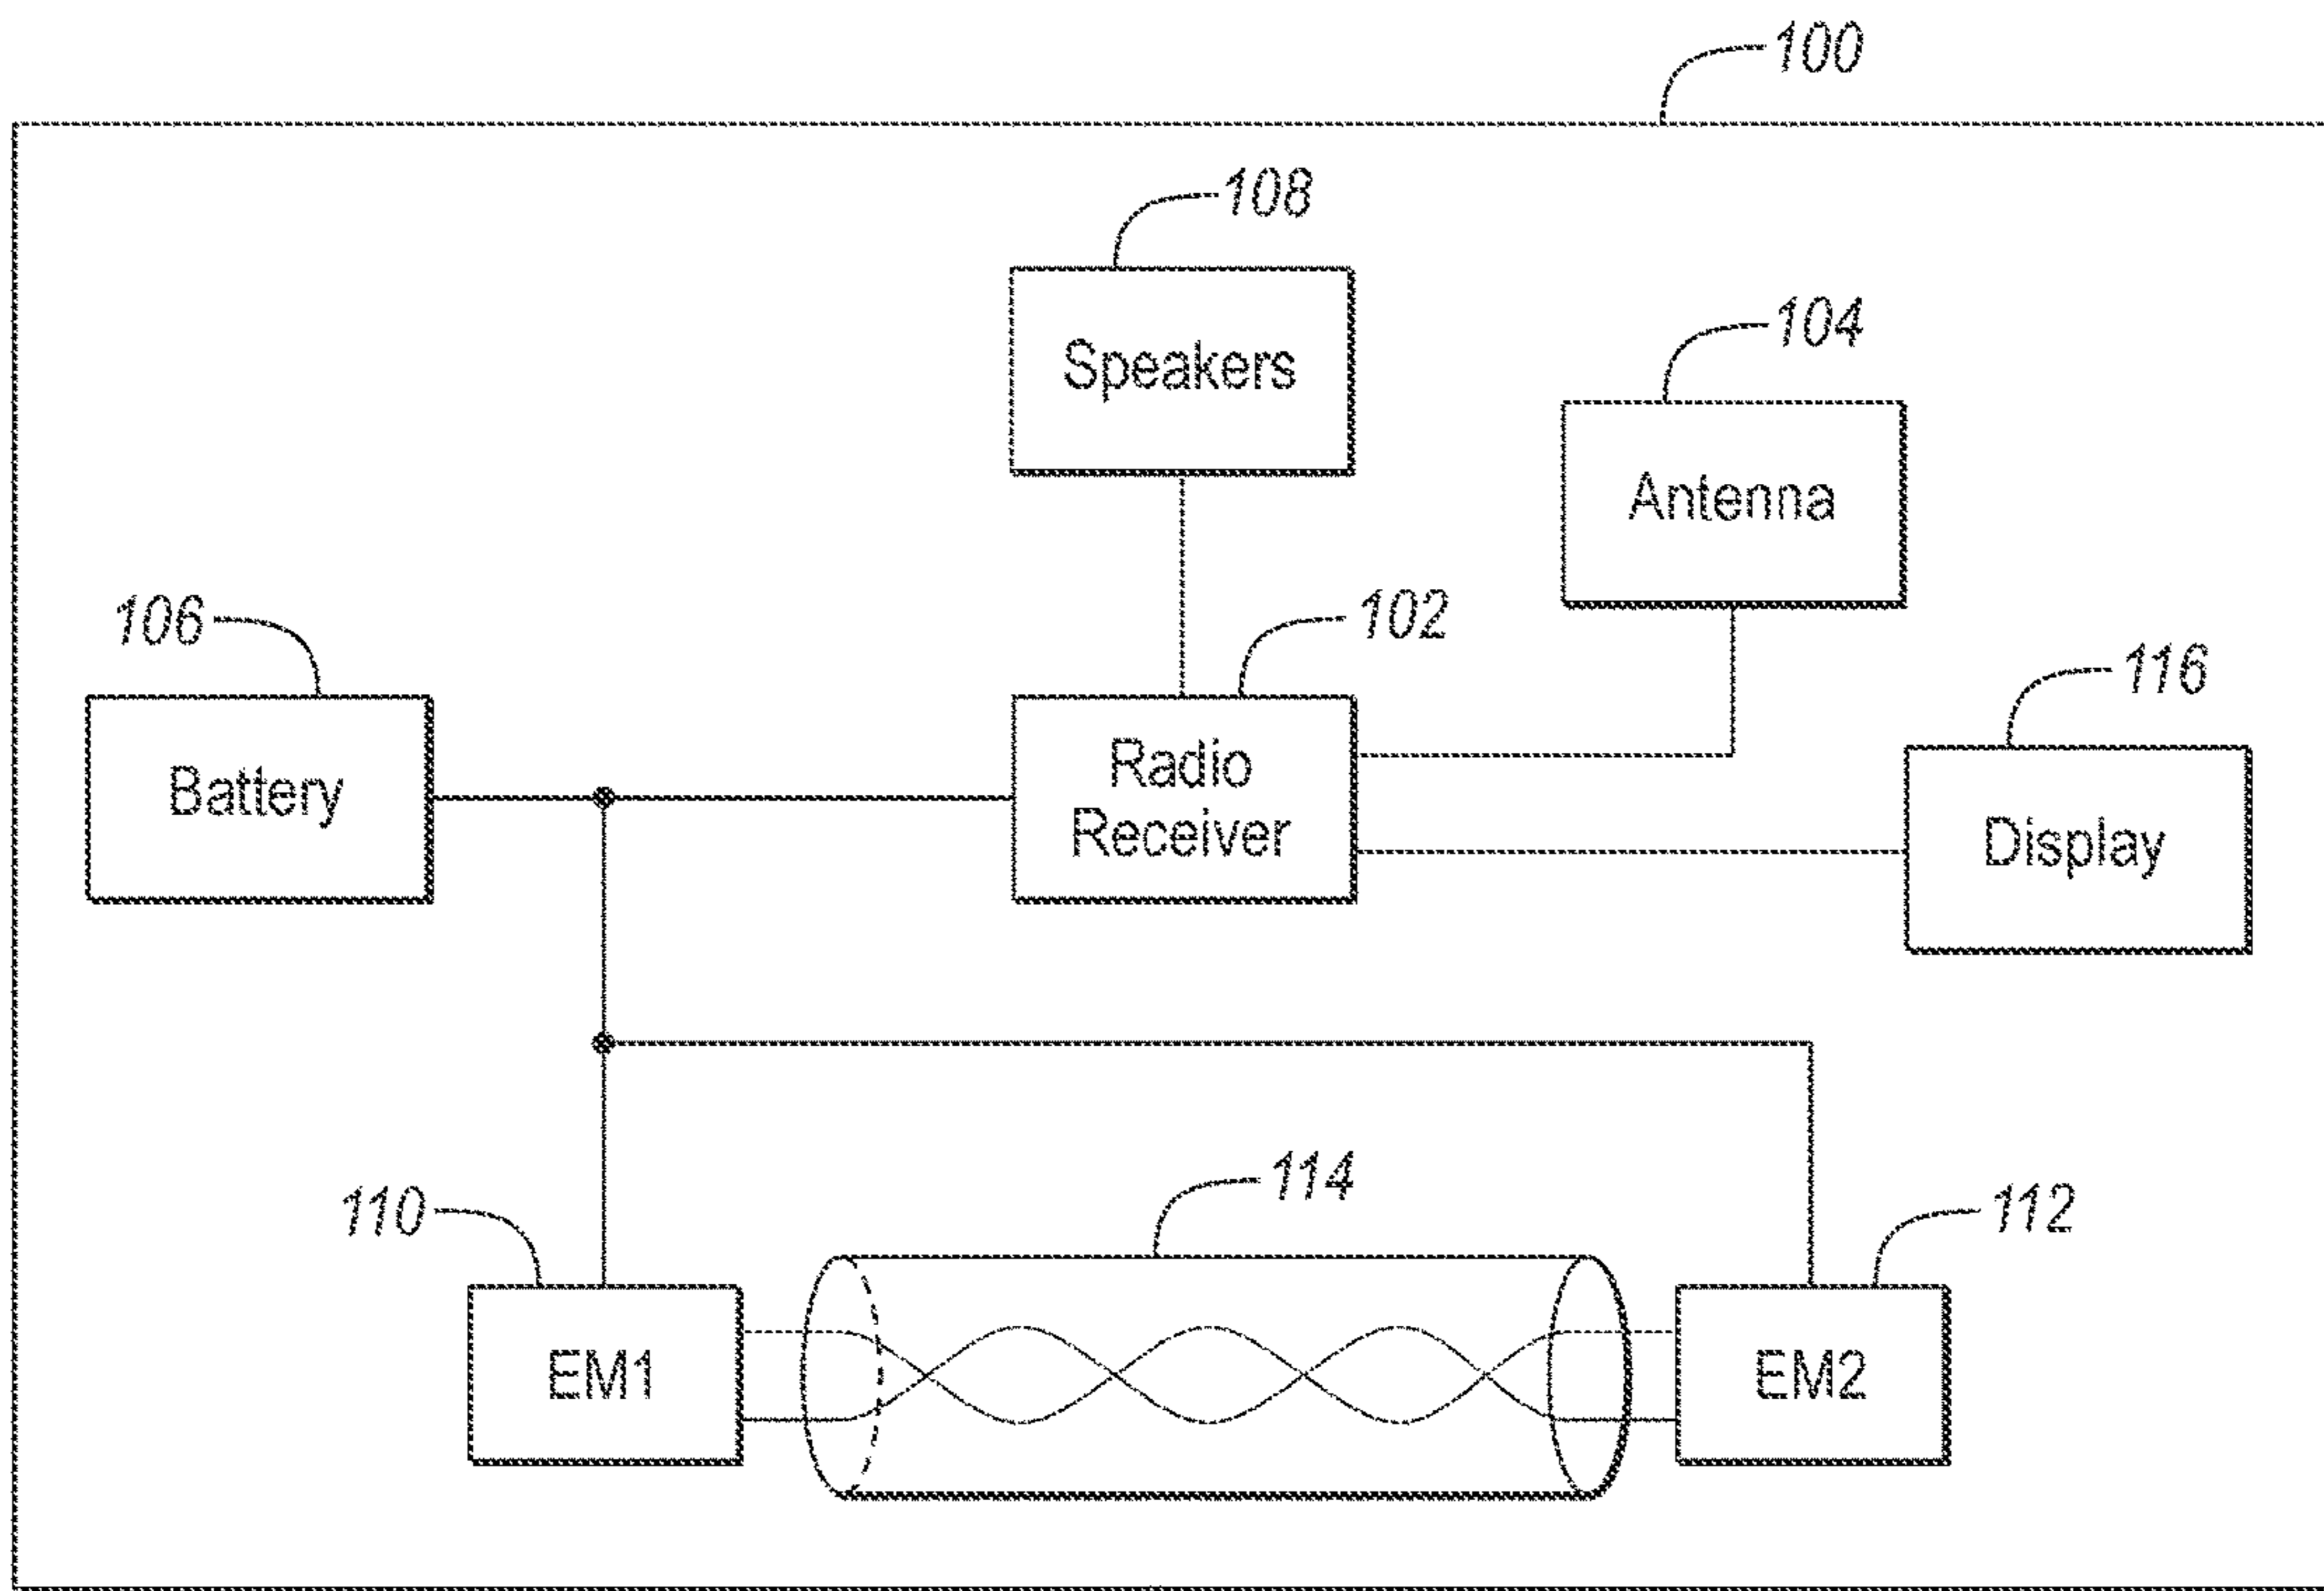 100
108
Speakers
104
Antenna
106
Battery
102
Radio
Receiver
116
Display
110
EM1
114
112
EM2